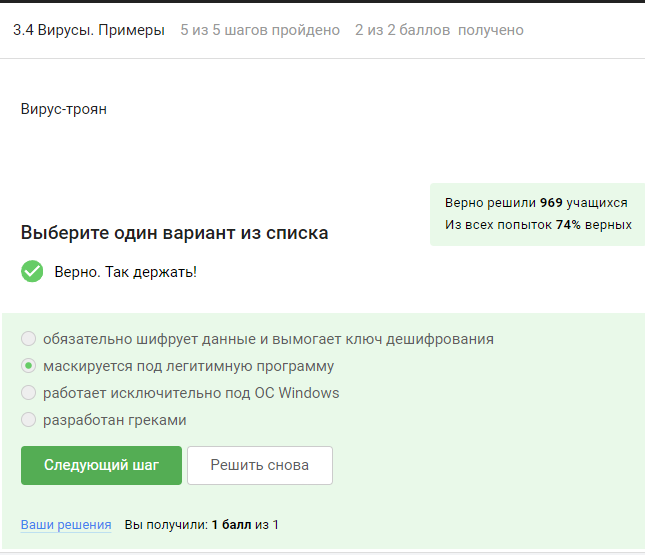 3.4 Вирусы. Примеры 5 из 5 шагов пройдено 2 из 2 баллов получено
Вирус-троян
Верно решили 969 учащихся
Из всех попыток 74% верных
Выберите один вариант из списка
Верно. Так держать!
обязательно шифрует данные и вымогает ключ дешифрования
маскируется под легитимную программу
работает исключительно под ОС Windows
разработан греками
Следующий шаг Решить снова
Ваши решения Вы получили: 1 балл из 1